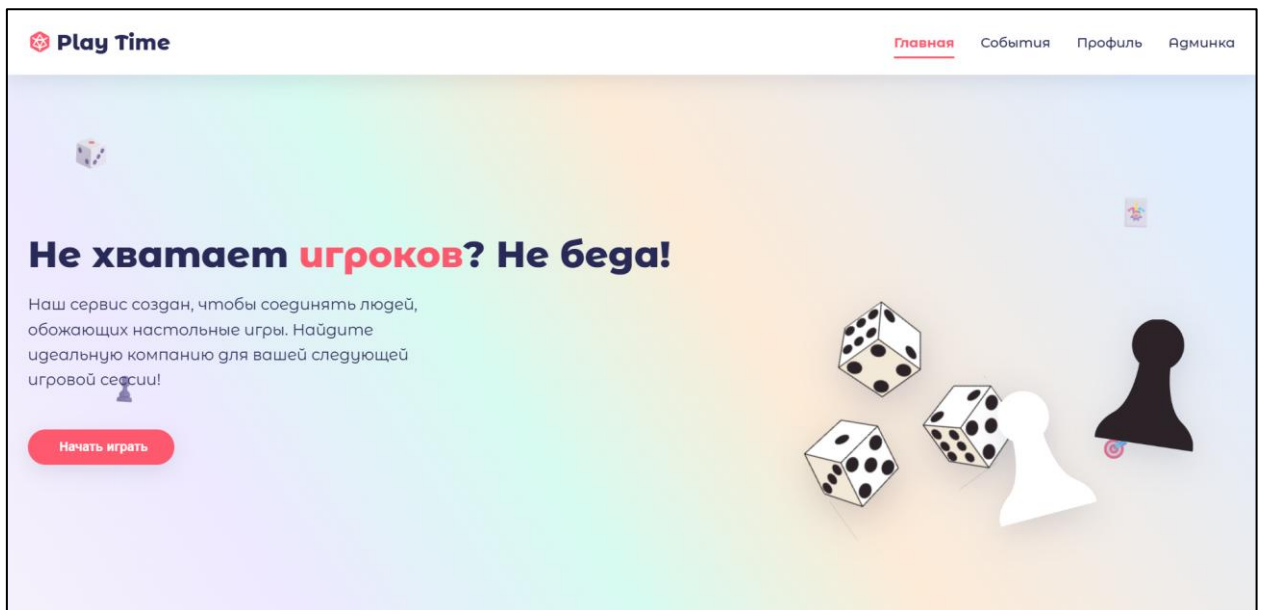 Play Time
Главная События Профиль Админка
Не хватает игроков? Не беда!
Наш сервис создан, чтобы соединять людей,
обожающих настольные игры. Найдите
идеальную компанию для вашей следующей
игровой сессии!
Начать играть